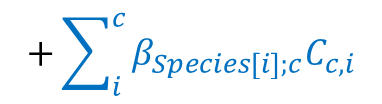 + ∑_i^c β_{Species[i];c} C_{c,i}